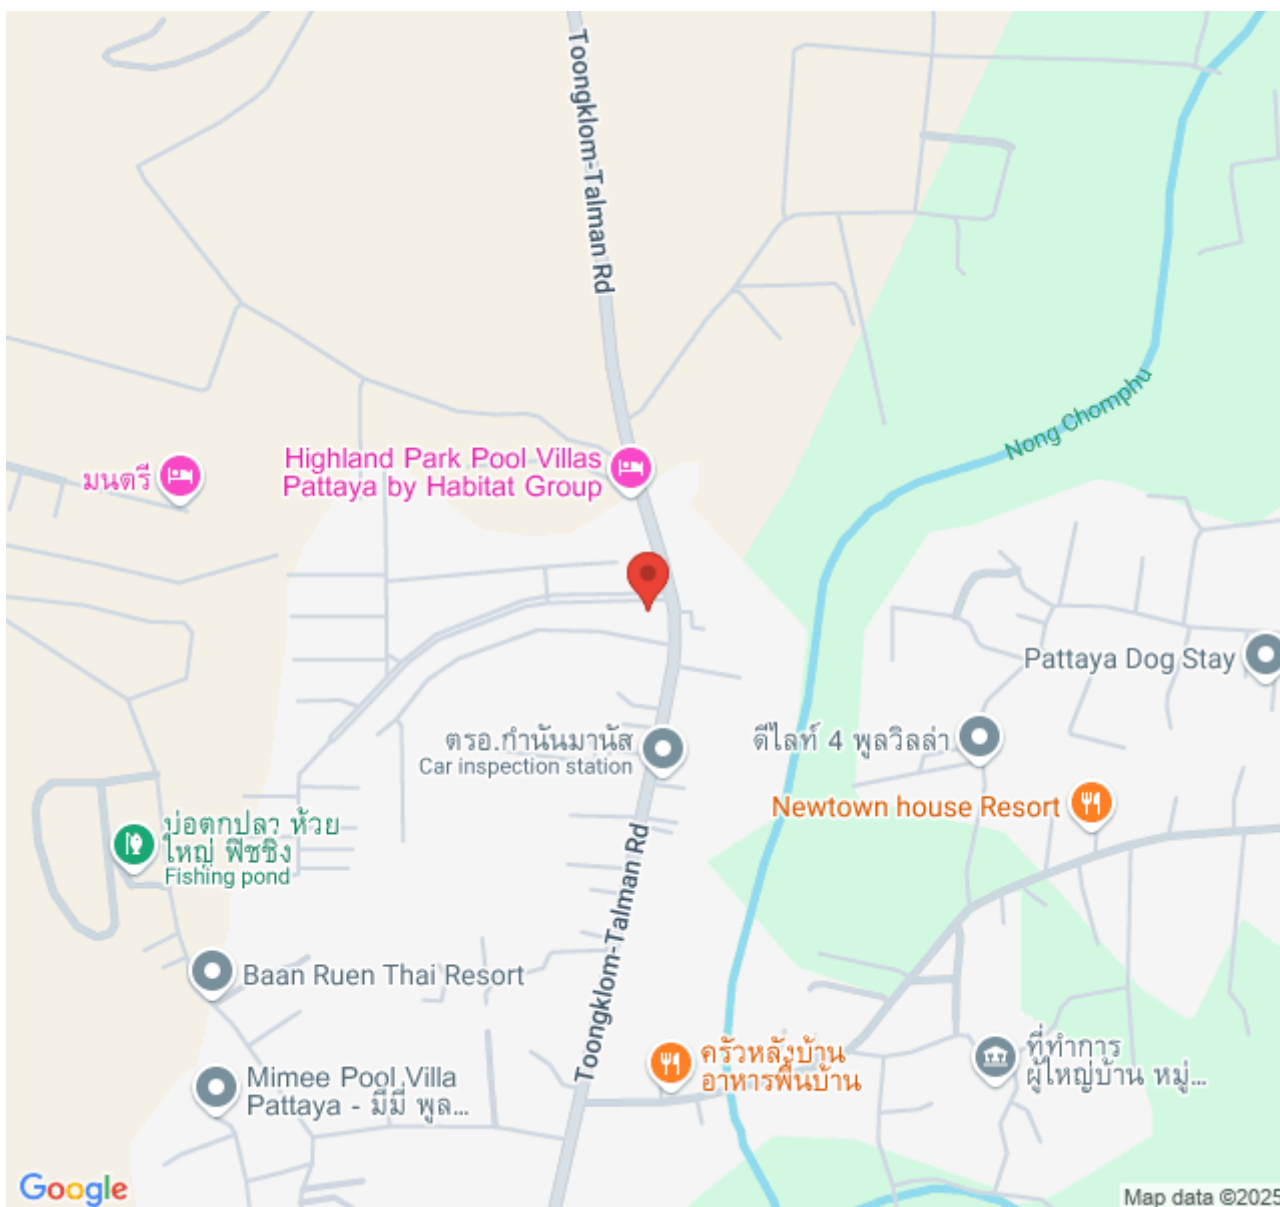 Toongklom-Talman Rd
Nong Chomphu
Highland Park Pool Villas
Pattaya by Habitat Group
มนตรี
Pattaya Dog Stay
ตรอ.กำนันมานัส
Car inspection station
ดีไลท์ 4 พูลวิลล่า
Newtown house Resort
บ่อตกปลา ห้วย
ใหญ่ ฟิชชิง
Fishing pond
Toongklom-Talman Rd
Baan Ruen Thai Resort
ครัวหลังบ้าน
อาหารพื้นบ้าน
ที่ทำการ
ผู้ใหญ่บ้าน หมู่...
Mimee Pool Villa
Pattaya - มีมี่ พูล...
Google
Map data ©2025